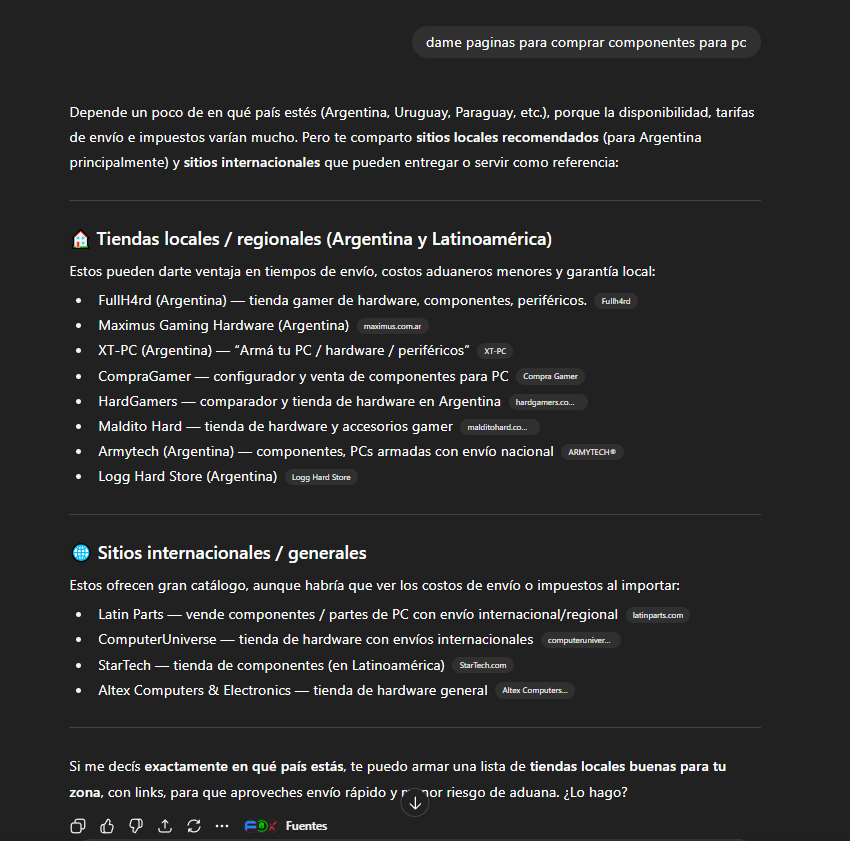 dame paginas para comprar componentes para pc
Depende un poco de en qué país estés (Argentina, Uruguay, Paraguay, etc.), porque la disponibilidad, tarifas
de envío e impuestos varían mucho. Pero te comparto sitios locales recomendados (para Argentina
principalmente) y sitios internacionales que pueden entregar o servir como referencia:
Tiendas locales / regionales (Argentina y Latinoamérica)
Estos pueden darte ventaja en tiempos de envío, costos aduaneros menores y garantía local:
• FullH4rd (Argentina) — tienda gamer de hardware, componentes, periféricos. Fullh4rd
• Maximus Gaming Hardware (Argentina) maximus.com.ar
• XT-PC (Argentina) — “Armá tu PC / hardware / periféricos” XT-PC
• CompraGamer — configurador y venta de componentes para PC Compra Gamer
• HardGamers — comparador y tienda de hardware en Argentina hardgamers.co...
• Maldito Hard — tienda de hardware y accesorios gamer malditohard.co...
• Armytech (Argentina) — componentes, PCs armadas con envío nacional ARMYTECH®
• Logg Hard Store (Argentina) Logg Hard Store
Sitios internacionales / generales
Estos ofrecen gran catálogo, aunque habría que ver los costos de envío o impuestos al importar:
• Latin Parts — vende componentes / partes de PC con envío internacional/regional latinparts.com
• ComputerUniverse — tienda de hardware con envíos internacionales computeruniver...
• StarTech — tienda de componentes (en Latinoamérica) StarTech.com
• Altex Computers & Electronics — tienda de hardware general Altex Computers...
Si me decís exactamente en qué país estás, te puedo armar una lista de tiendas locales buenas para tu
zona, con links, para que aproveches envío rápido y riesgo de aduana. ¿Lo hago?
Fuentes